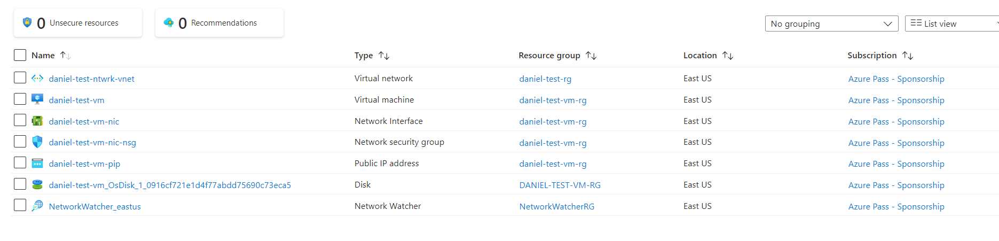 0 Unsecure resources 0 Recommendations
No grouping List view
Name Type Resource group Location Subscription
daniel-test-ntwrk-vnet Virtual network daniel-test-rg East US Azure Pass - Sponsorship
daniel-test-vm Virtual machine daniel-test-vm-rg East US Azure Pass - Sponsorship
daniel-test-vm-nic Network Interface daniel-test-vm-rg East US Azure Pass - Sponsorship
daniel-test-vm-nic-nsg Network security group daniel-test-vm-rg East US Azure Pass - Sponsorship
daniel-test-vm-pip Public IP address daniel-test-vm-rg East US Azure Pass - Sponsorship
daniel-test-vm_OsDisk_1_0916cf721e1d4f77abdd75690c73eca5 Disk DANIEL-TEST-VM-RG East US Azure Pass - Sponsorship
NetworkWatcher_eastus Network Watcher NetworkWatcherRG East US Azure Pass - Sponsorship